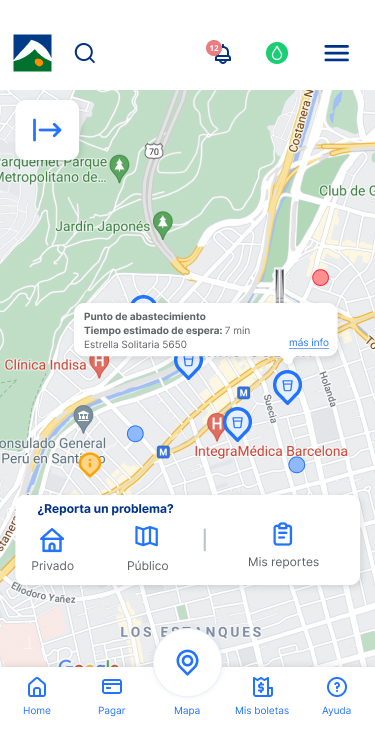 12
Costanera N
70
Parquemet Parque
Metropolitano de...
Club de G
Jardín Japonés
Punto de abastecimiento
Tiempo estimado de espera: 7 min
Estrella Solitaria 5650
más info
Clínica Indisa
H
Holanda
Suecia
M
H
Consulado General
Perú en Santiago
M
IntegraMédica Barcelona
¿Reporta un problema?
Privado
Público
Mis reportes
Eliodoro Yañez
LOS ESTANQUES
Google
Home
Pagar
Mapa
Mis boletas
Ayuda